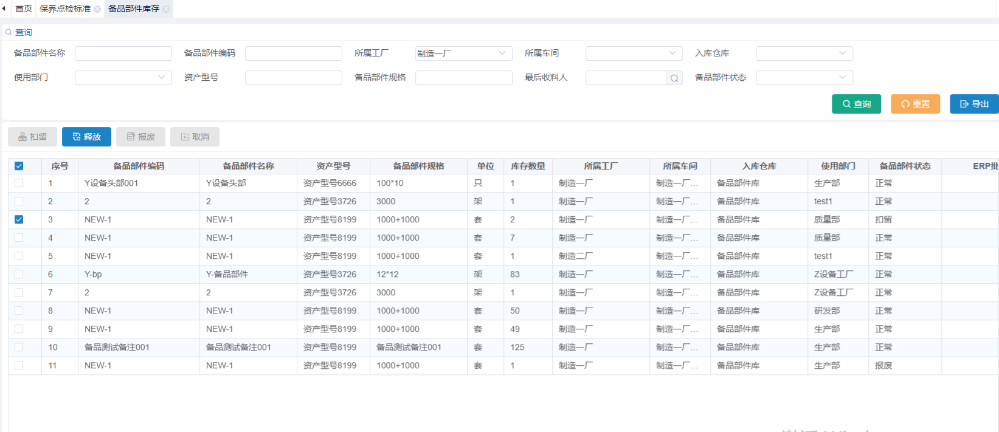 首页 保养点检标准 备品部件库存
查询
备品部件名称 备品部件编码 所属工厂 制造一厂 所属车间 入库仓库
使用部门 资产型号 备品部件规格 最后收料人 备品部件状态
查询 重置 导出
扣留 释放 报废 取消
序号 备品部件编码 备品部件名称 资产型号 备品部件规格 单位 库存数量 所属工厂 所属车间 入库仓库 使用部门 备品部件状态 ERP批
1 Y设备头部001 Y设备头部 资产型号6666 100*10 只 1 制造一厂 制造一厂... 备品部件库 生产部 正常
2 2 2 资产型号3726 3000 架 1 制造一厂 制造一厂... 备品部件库 test1 正常
3 NEW-1 NEW-1 资产型号8199 1000+1000 套 2 制造一厂 制造一厂... 备品部件库 质量部 扣留
4 NEW-1 NEW-1 资产型号8199 1000+1000 套 7 制造一厂 制造一厂... 备品部件库 质量部 正常
5 NEW-1 NEW-1 资产型号8199 1000+1000 套 1 制造二厂 制造一厂... 备品部件库 test1 正常
6 Y-bp Y-备品部件 资产型号3726 12*12 架 83 制造一厂 制造一厂... 备品部件库 Z设备工厂 正常
7 2 2 资产型号3726 3000 架 1 制造一厂 制造一厂... 备品部件库 Z设备工厂 正常
8 NEW-1 NEW-1 资产型号8199 1000+1000 套 50 制造一厂 制造一厂... 备品部件库 研发部 正常
9 NEW-1 NEW-1 资产型号8199 1000+1000 套 49 制造一厂 制造一厂... 备品部件库 生产部 正常
10 备品测试备注001 备品测试备注001 资产型号8199 备品测试备注001 套 125 制造一厂 制造一厂... 备品部件库 生产部 正常
11 NEW-1 NEW-1 资产型号8199 1000+1000 套 1 制造一厂 制造一厂... 备品部件库 生产部 报废